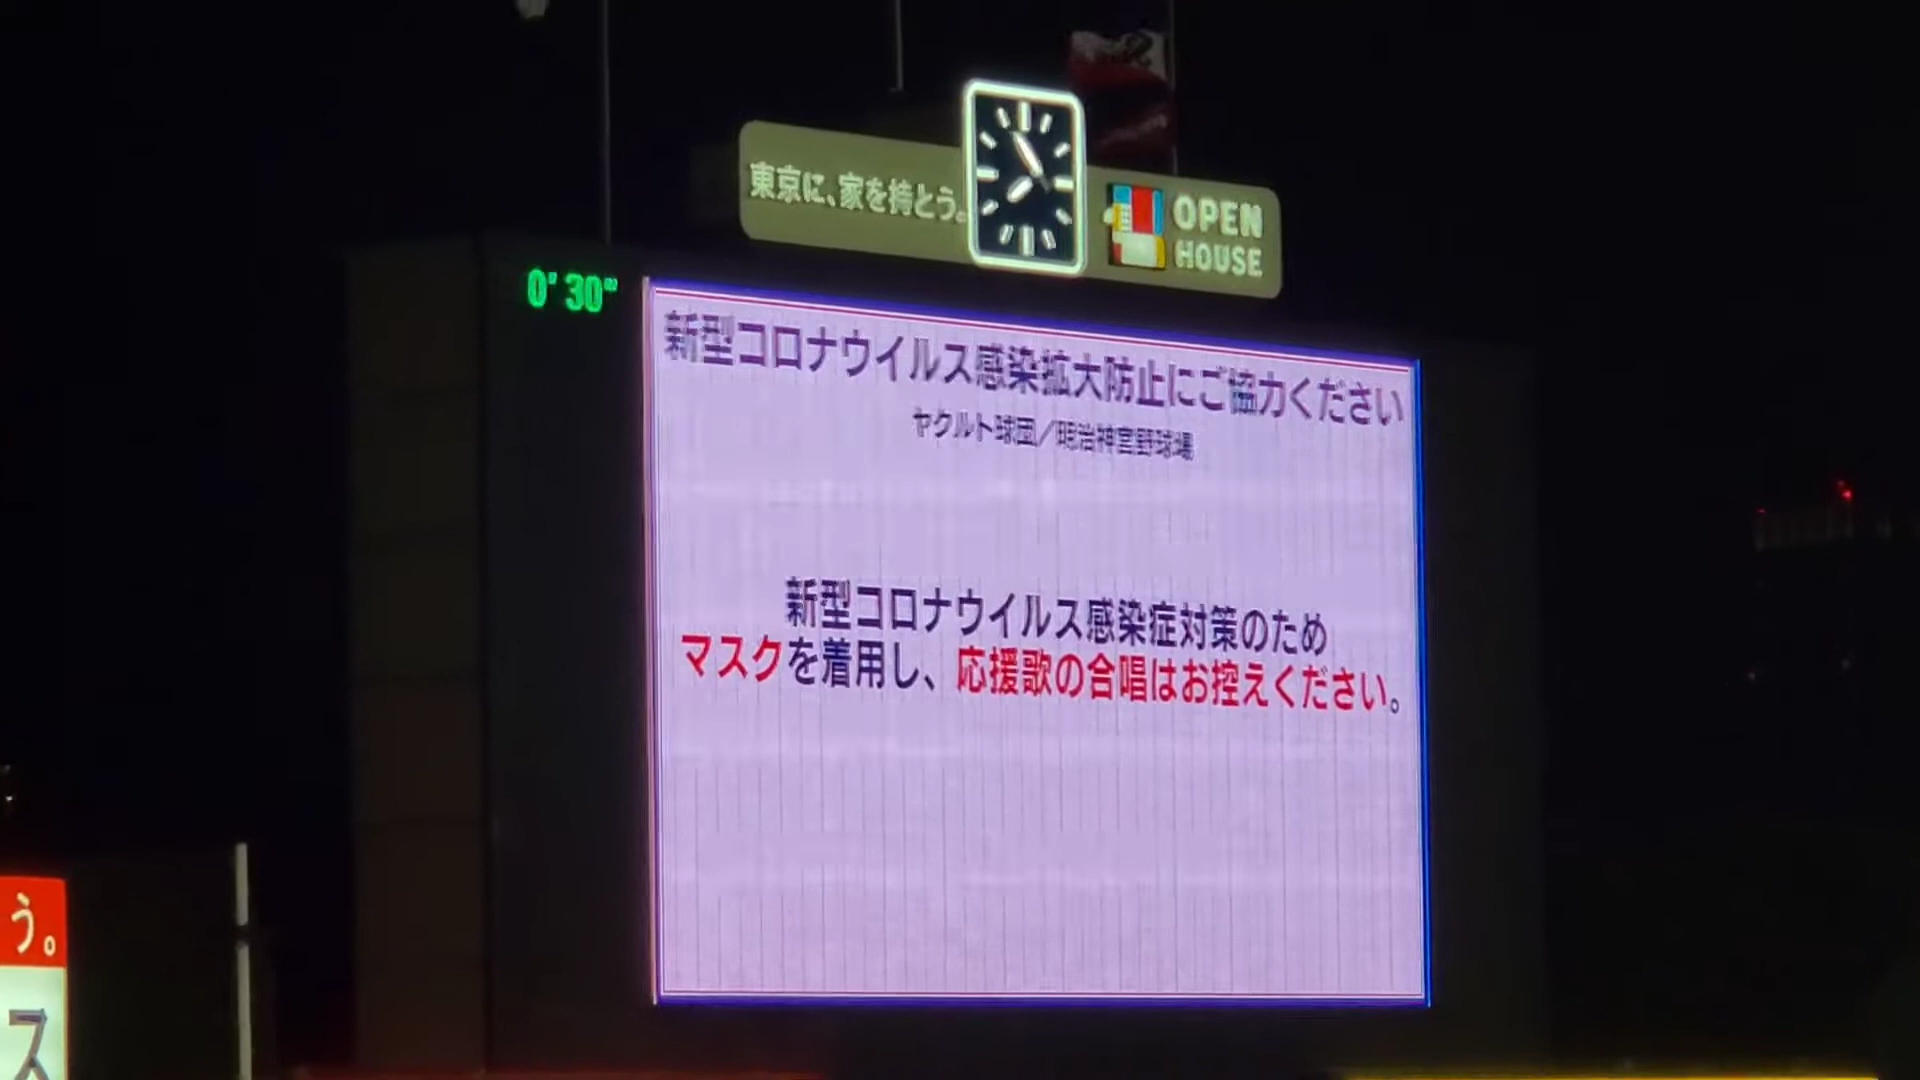 東京に、家を持とう。
OPEN
HOUSE
0' 30"
新型コロナウイルス感染拡大防止にご協力ください
ヤクルト球団／明治神宮野球場
新型コロナウイルス感染症対策のため
マスクを着用し、応援歌の合唱はお控えください。
う。
ス